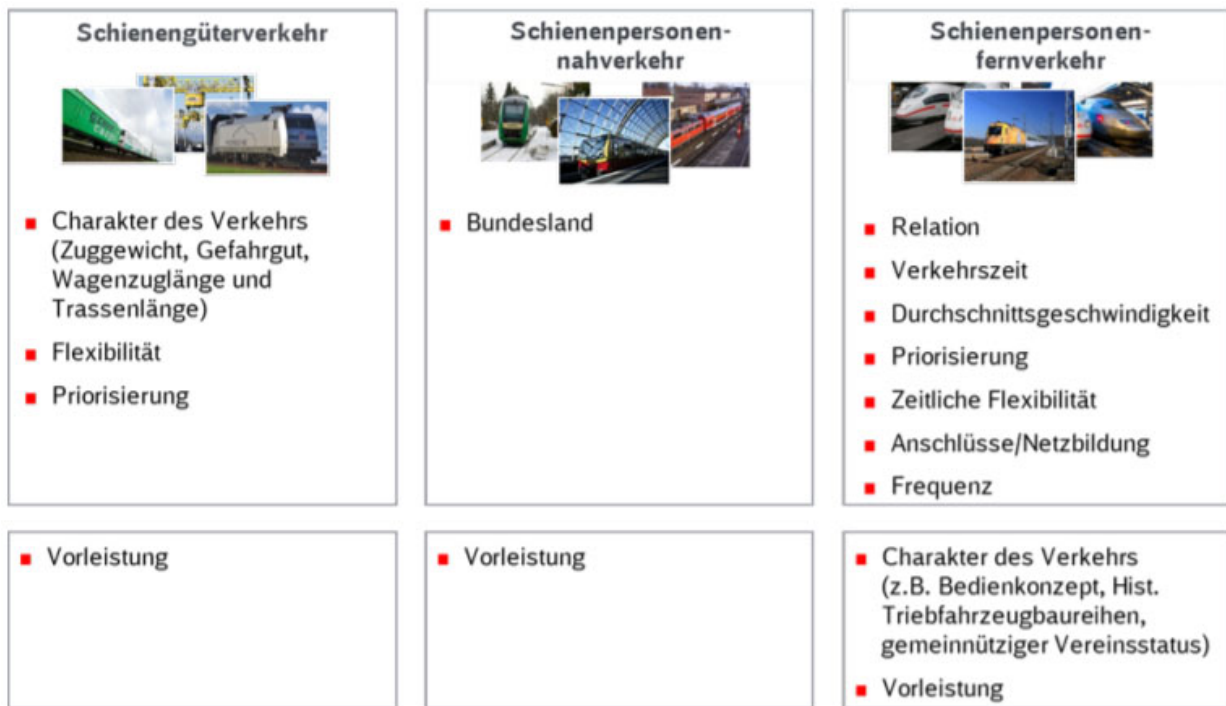 Schienengüterverkehr
Charakter des Verkehrs
(Zuggewicht, Gefahrgut,
Wagenzuglänge und
Trassenlänge)
Flexibilität
Priorisierung
Schienenpersonen-
nahverkehr
Bundesland
Schienenpersonen-
fernverkehr
Relation
Verkehrszeit
Durchschnittsgeschwindigkeit
Priorisierung
Zeitliche Flexibilität
Anschlüsse/Netzbildung
Frequenz
Vorleistung
Vorleistung
Charakter des Verkehrs
(z.B. Bedienkonzept, Hist.
Triebfahrzeugbaureihen,
gemeinnütziger Vereinsstatus)
Vorleistung